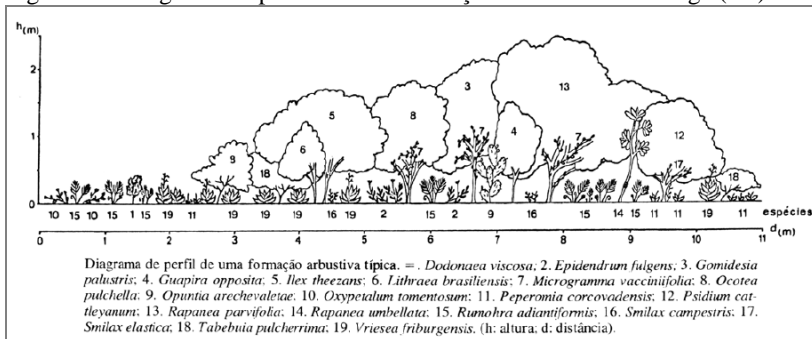 h(m)
2
3
13
5
8
1
7
4
7
12
6
9
18
17
18
0
10 15 10 15 1 15 19 11 19 19 19 16 19 2 15 2 9 16 15 14 15 11 11 19 11 espécies
d(m)
0 1 2 3 4 5 6 7 8 9 10 11
Diagrama de perfil de uma formação arbustiva típica. =. Dodonaea viscosa; 2. Epidendrum fulgens; 3. Gomidesia
palustris; 4. Guapira opposita; 5. Ilex theezans; 6. Lithraea brasiliensis; 7. Microgramma vacciniifolia; 8. Ocotea
pulchella; 9. Opuntia arechevaletae; 10. Oxypetalum tomentosum; 11. Peperomia corcovadensis, 12. Psidium cat-
tleyanum; 13. Rapanea parvifolia; 14. Rapanea umbellata; 15. Rumohra adiantiformis; 16. Smilax campestris; 17.
Smilax elastica; 18. Tabebuia pulcherrima; 19. Vriesea friburgensis. (h: altura; d: distância).